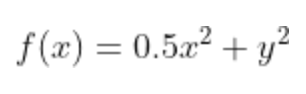 f(x) = 0.5x² + y²